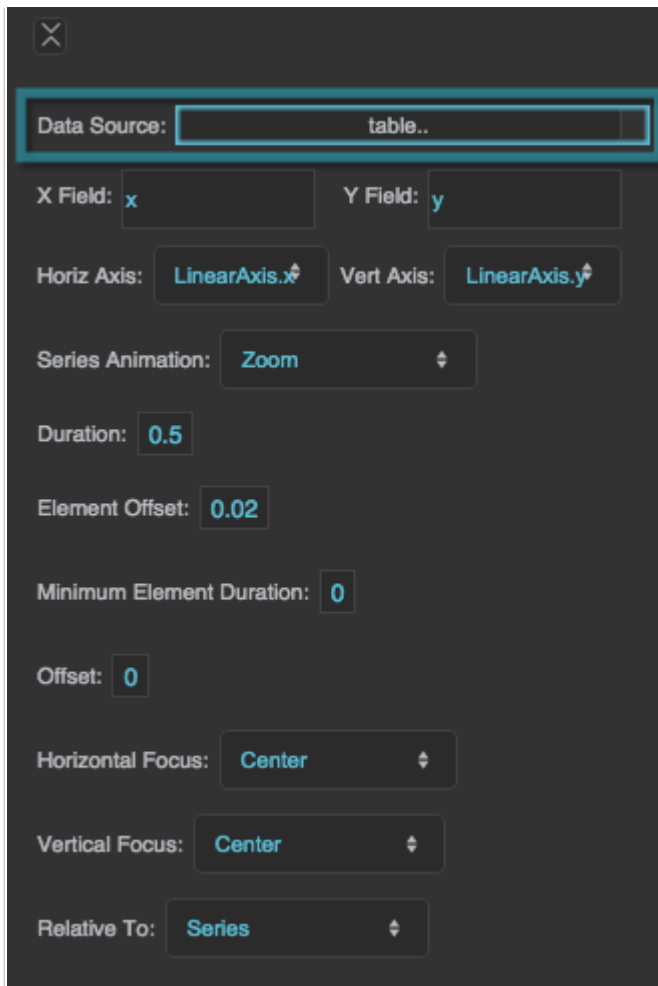 Data Source: table..
X Field: x Y Field: y
Horiz Axis: LinearAxis.x Vert Axis: LinearAxis.y
Series Animation: Zoom
Duration: 0.5
Element Offset: 0.02
Minimum Element Duration: 0
Offset: 0
Horizontal Focus: Center
Vertical Focus: Center
Relative To: Series